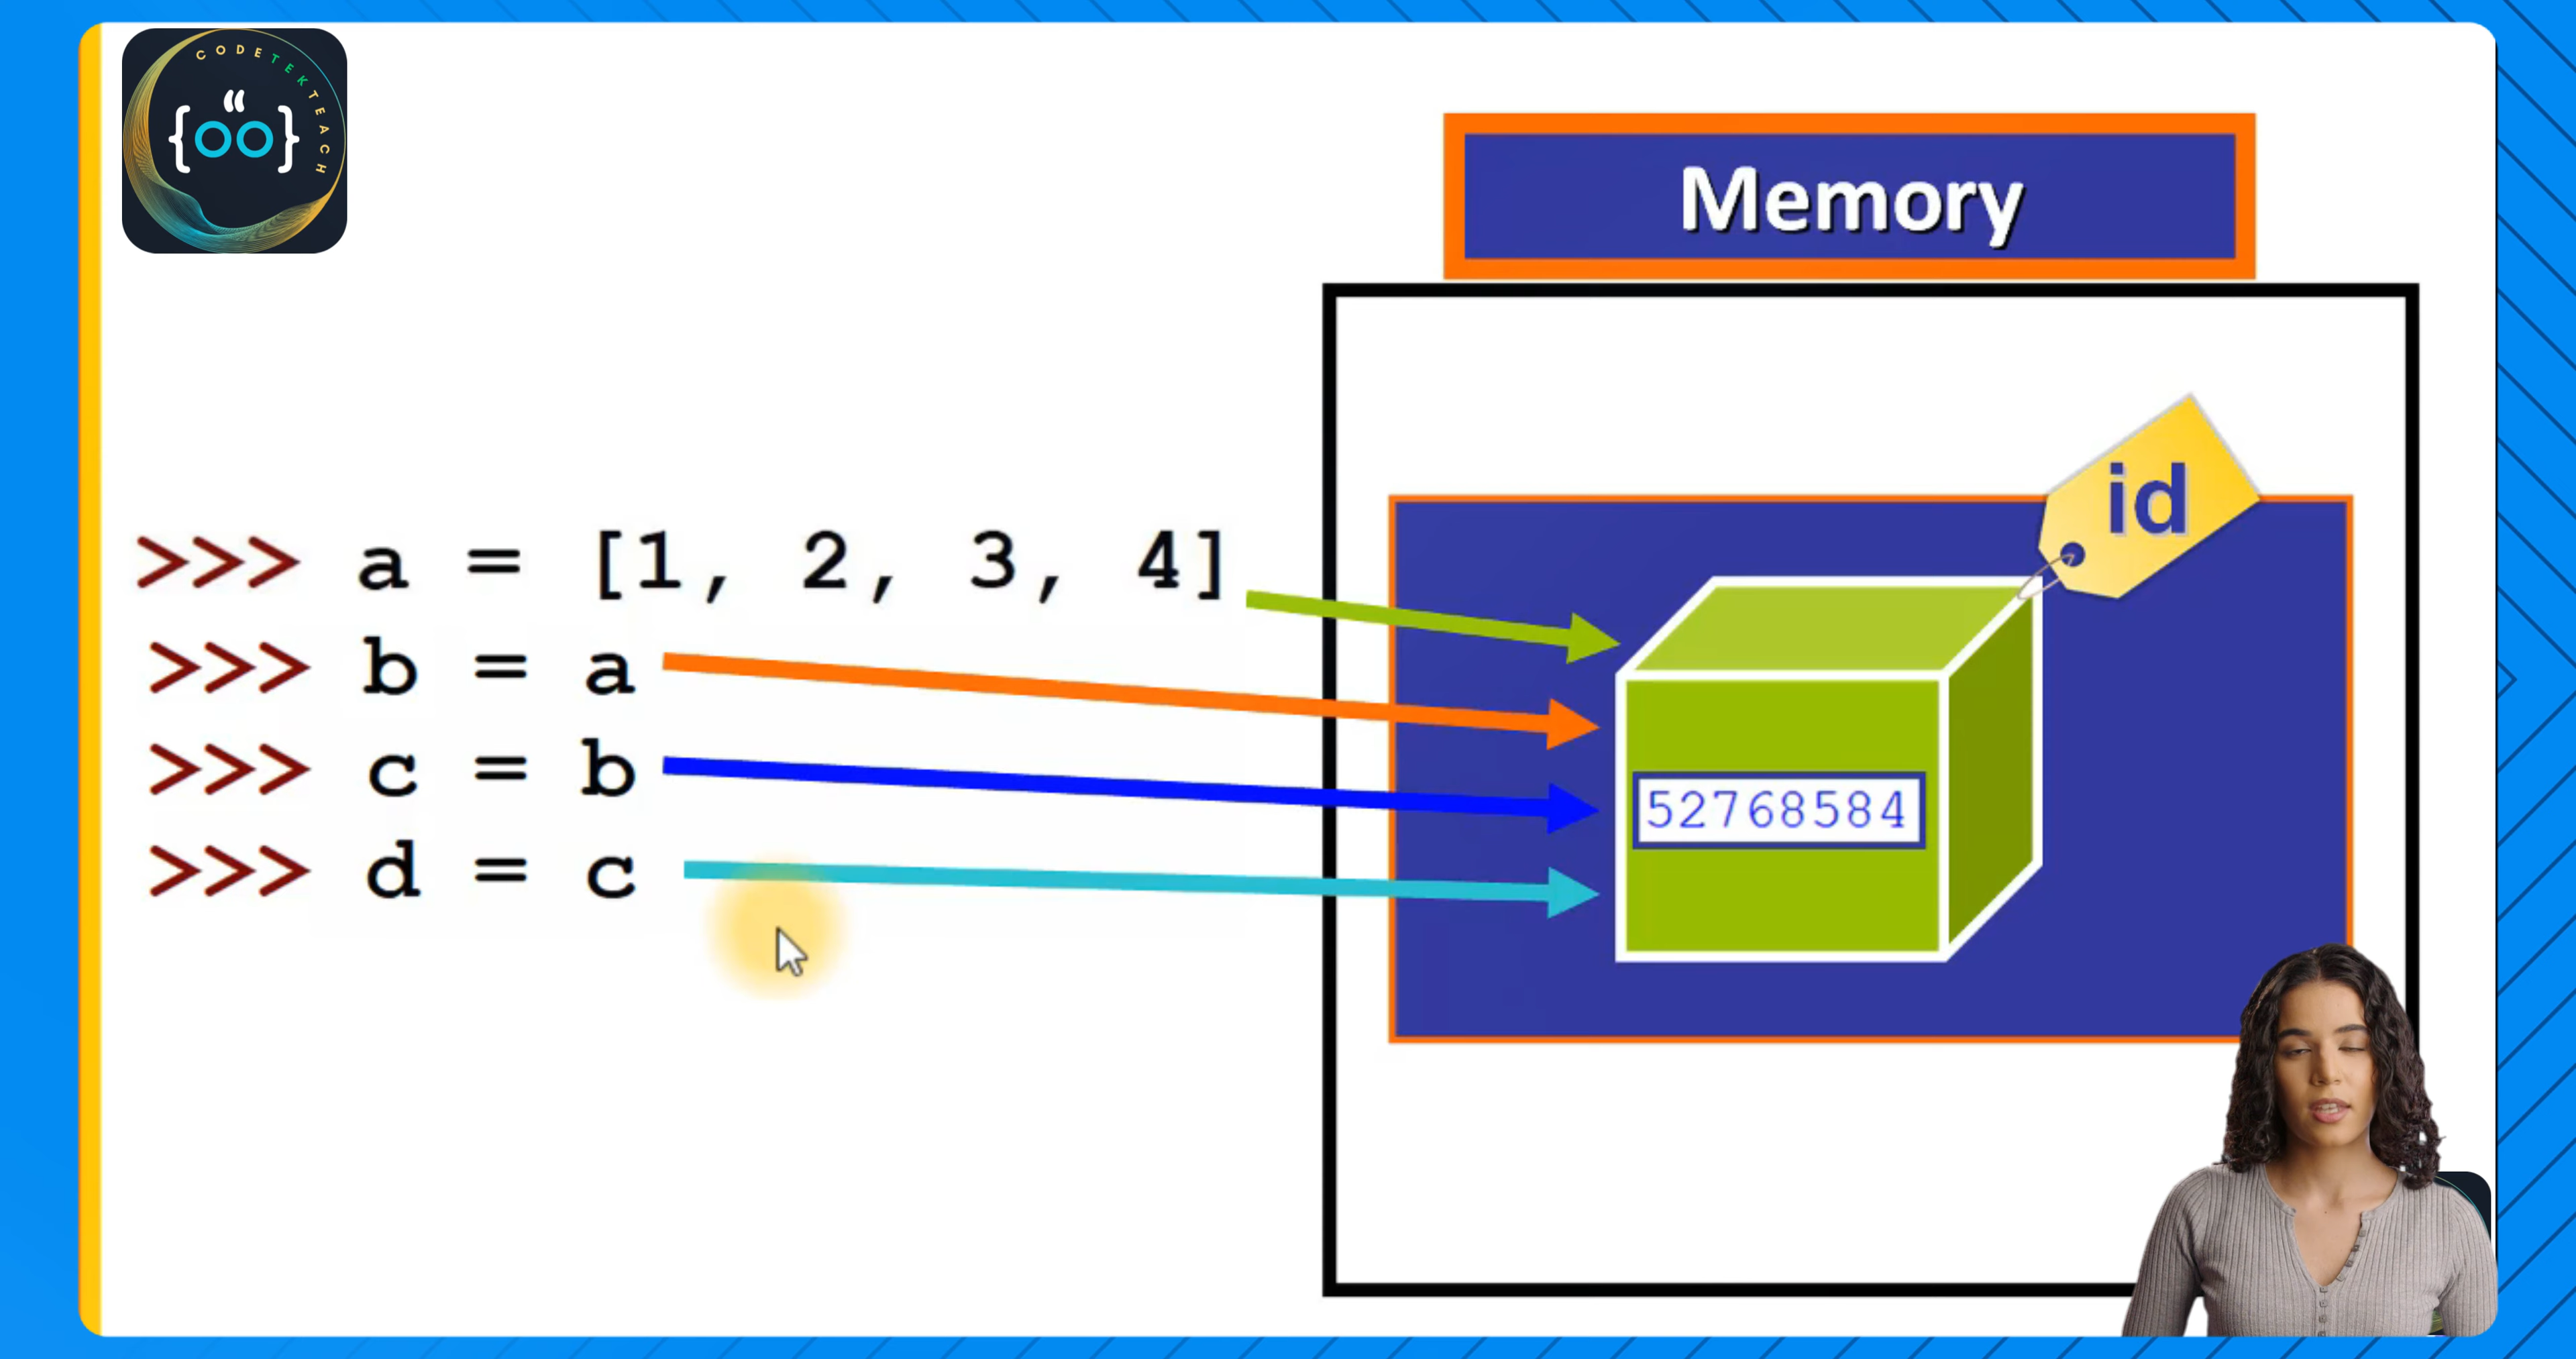 CODETEKTEACH
{oo}
Memory
id
>>> a = [1, 2, 3, 4]
>>> b = a
>>> c = b
>>> d = c
52768584